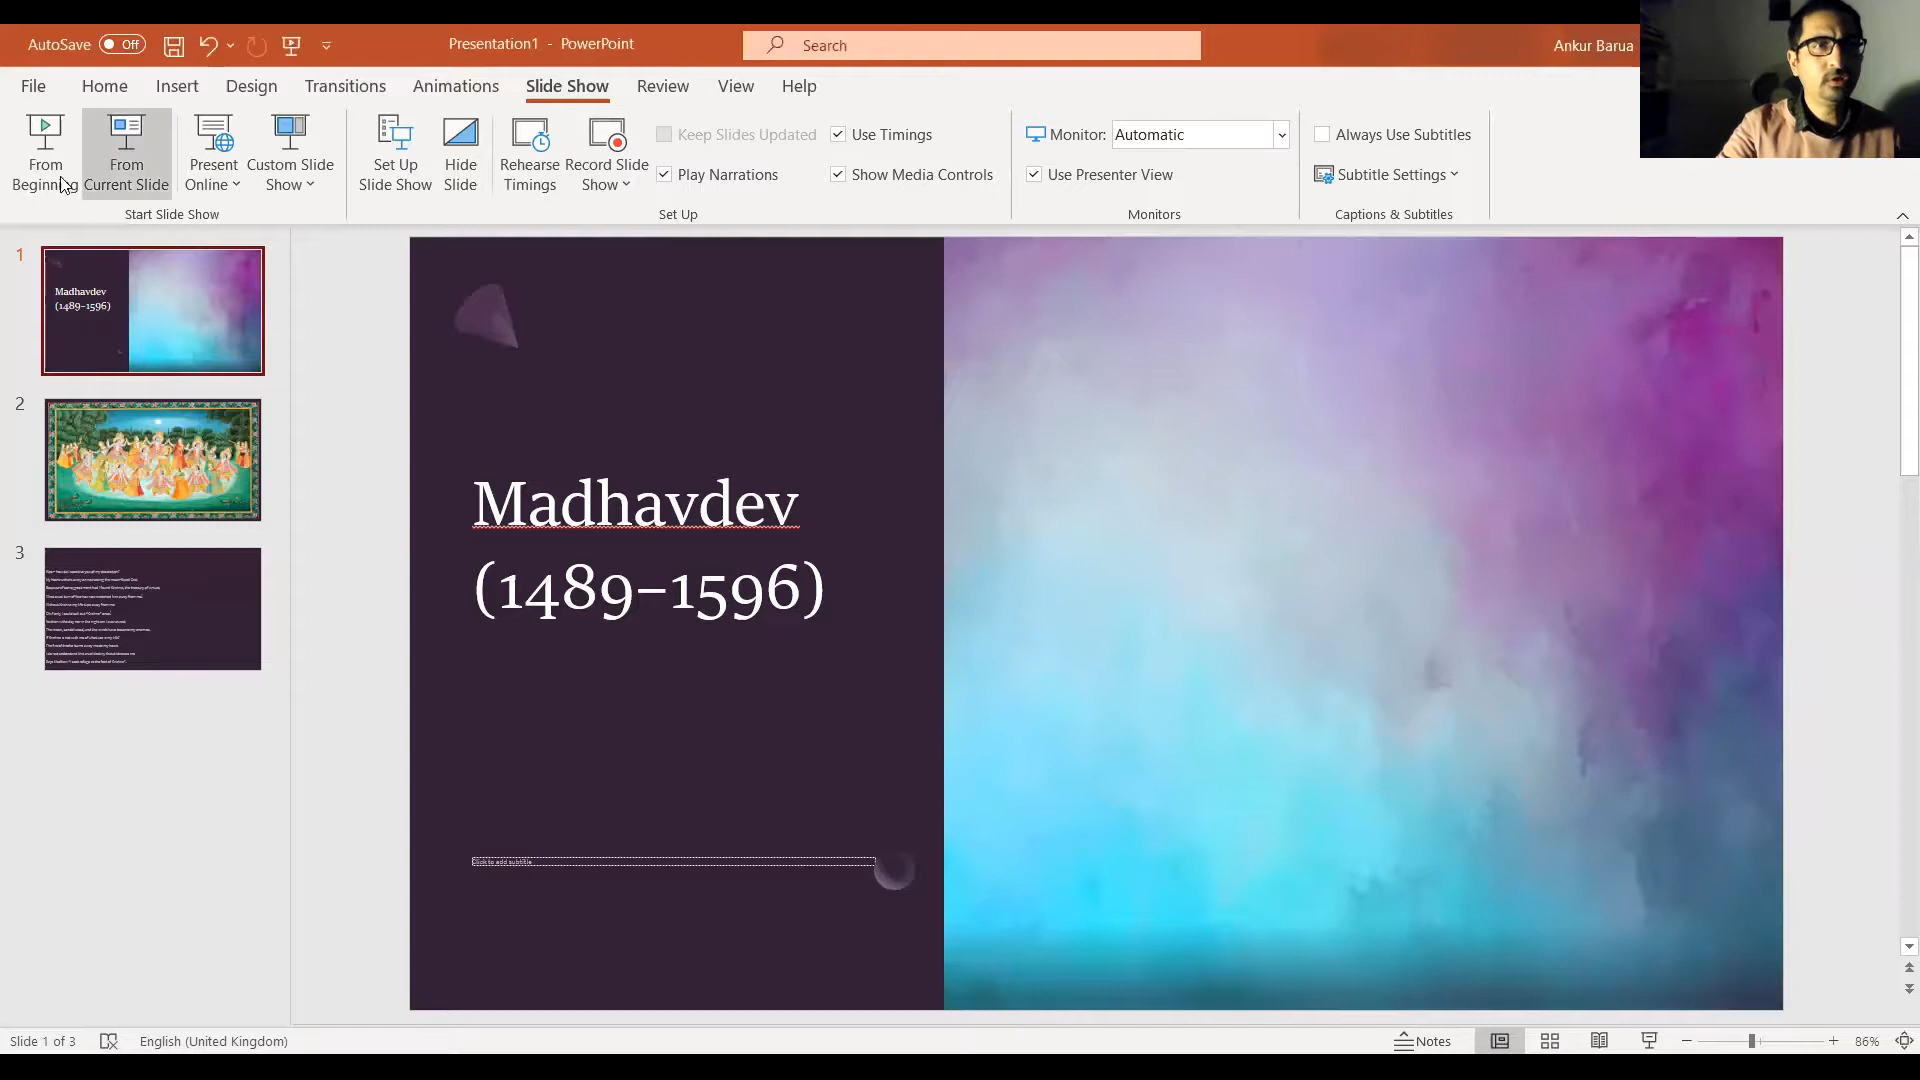 AutoSave Off
Presentation1 - PowerPoint
Search
Ankur Barua
File Home Insert Design Transitions Animations Slide Show Review View Help
From Beginning
From Current Slide
Present Online
Custom Slide Show
Start Slide Show
Set Up Slide Show
Hide Slide
Rehearse Timings
Record Slide Show
Keep Slides Updated
Play Narrations
Use Timings
Show Media Controls
Set Up
Monitor: Automatic
Use Presenter View
Monitors
Always Use Subtitles
Subtitle Settings
Captions & Subtitles
1
Madhavdev
(1489–1596)
2
3
Madhavdev
(1489–1596)
Click to add subtitle
Slide 1 of 3
English (United Kingdom)
Notes
86%